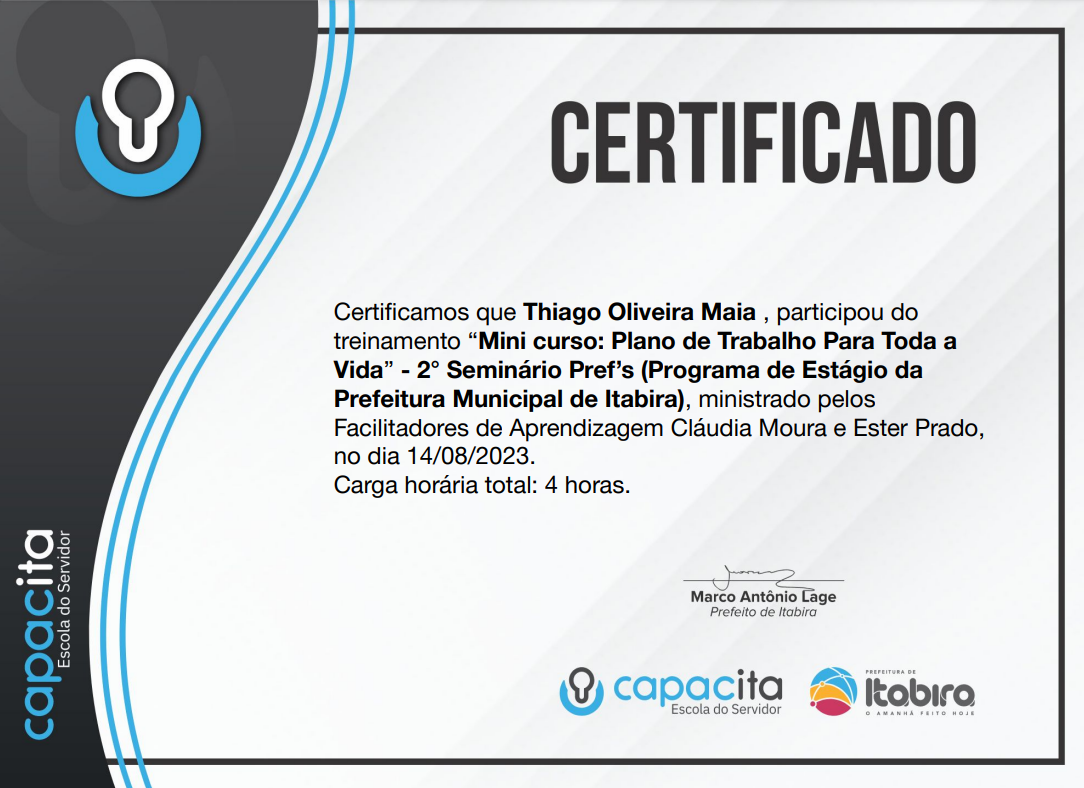 CERTIFICADO
Certificamos que Thiago Oliveira Maia , participou do
treinamento “Mini curso: Plano de Trabalho Para Toda a
Vida” - 2° Seminário Pref’s (Programa de Estágio da
Prefeitura Municipal de Itabira), ministrado pelos
Facilitadores de Aprendizagem Cláudia Moura e Ester Prado,
no dia 14/08/2023.
Carga horária total: 4 horas.
Marco Antônio Lage
Prefeito de Itabira
capacita
Escola do Servidor
PREFEITURA DE
Itabira
O AMANHÃ FEITO HOJE
capacita
Escola do Servidor